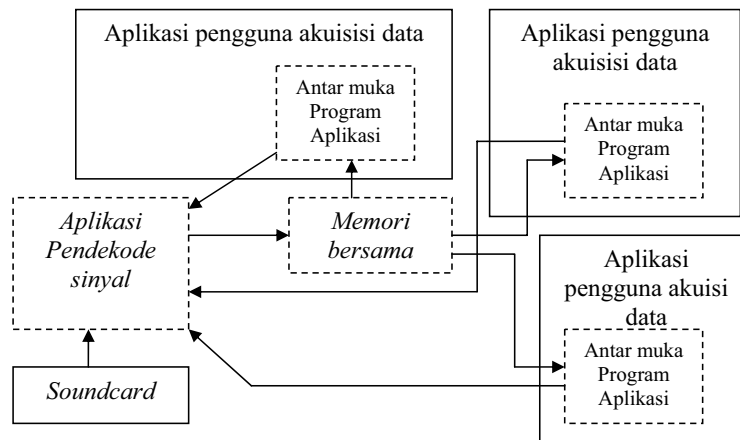 Aplikasi pengguna akuisisi data
Antar muka
Program
Aplikasi
Aplikasi pengguna
akuisisi data
Antar muka
Program
Aplikasi
Aplikasi
Pendekode
sinyal
Memori
bersama
Aplikasi
pengguna akuisi
data
Antar muka
Program
Aplikasi
Soundcard